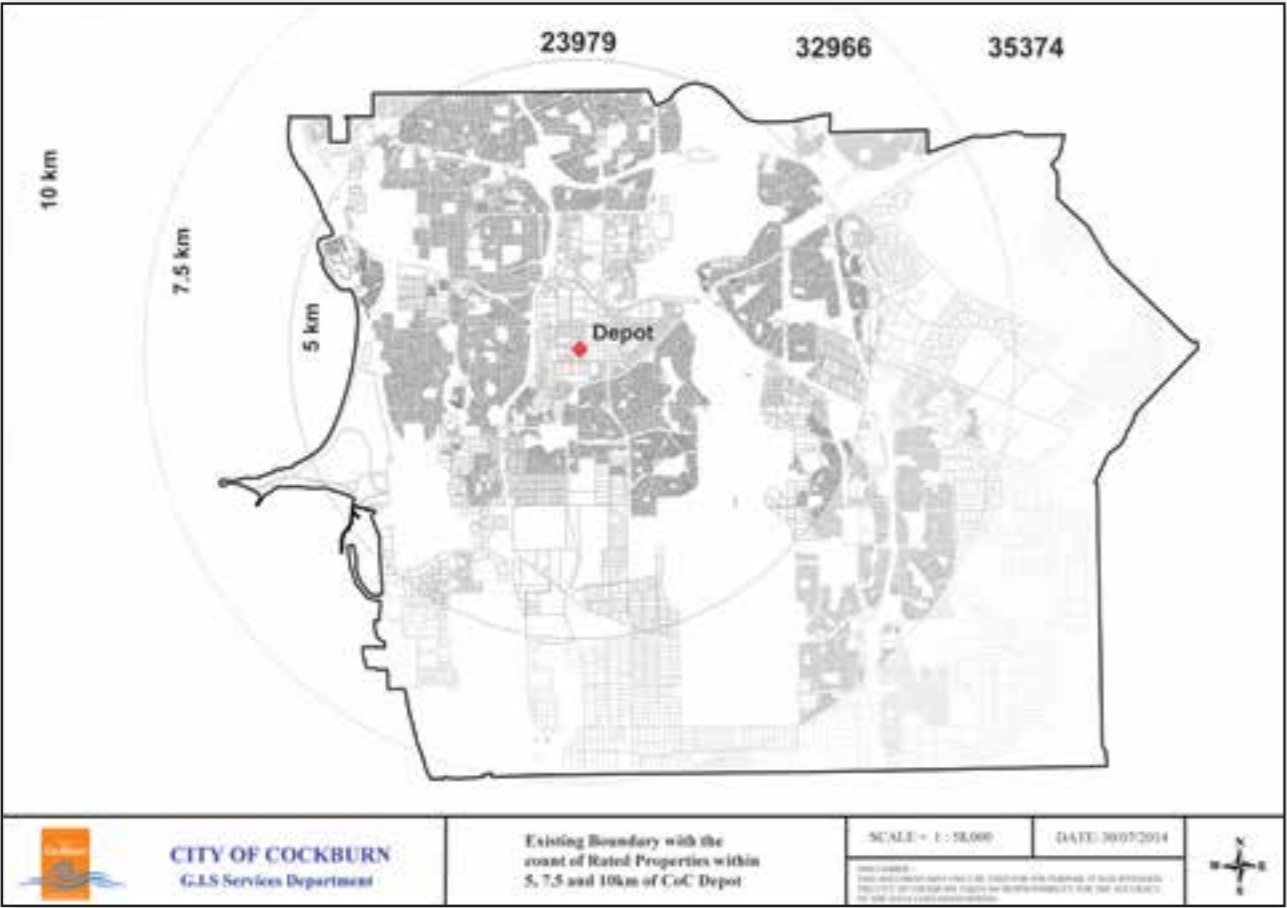 23979 32966 35374
10 km
7.5 km
5 km
Depot
CITY OF COCKBURN
G.I.S Services Department
Existing Boundary with the
count of Rated Properties within
5, 7.5 and 10km of CoC Depot
SCALE = 1 : 58,000
DATE: 30/07/2014
N
W E
S